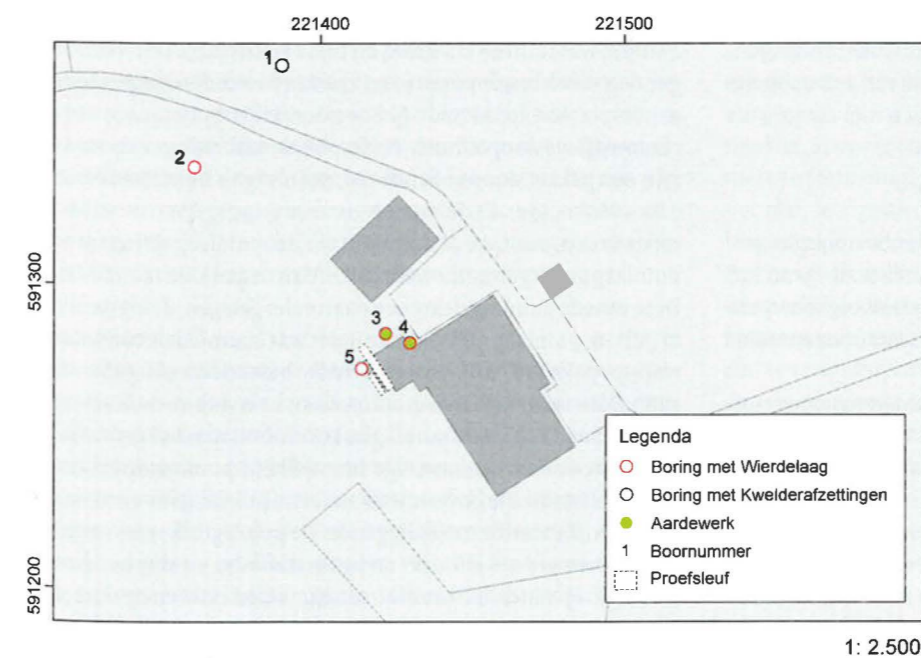 221400
221500
1
2
591300
3
4
5
Legenda
Boring met Wierdelaag
Boring met Kwelderafzettingen
Aardewerk
1 Boornummer
Proefsleuf
591200
1: 2.500